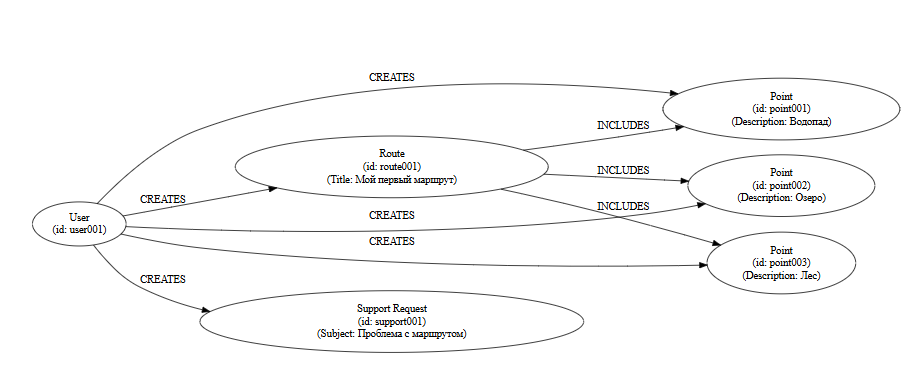 CREATES
Point
(id: point001)
(Description: Водопад)
INCLUDES
Route
(id: route001)
(Title: Мой первый маршрут)
INCLUDES
Point
(id: point002)
(Description: Озеро)
CREATES
INCLUDES
User
(id: user001)
CREATES
CREATES
Point
(id: point003)
(Description: Лес)
CREATES
Support Request
(id: support001)
(Subject: Проблема с маршрутом)